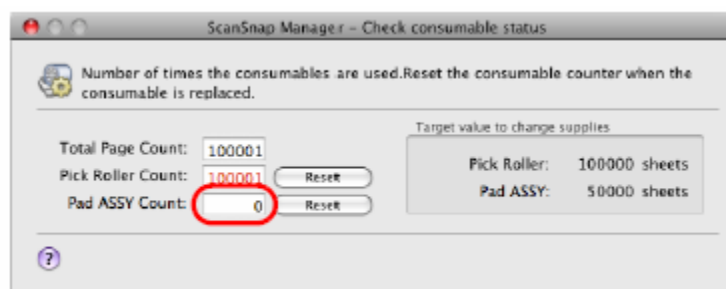 ScanSnap Manager – Check consumable status
Number of times the consumables are used.Reset the consumable counter when the
consumable is replaced.
Target value to change supplies
Total Page Count: 100001
Pick Roller Count: 100001 Reset Pick Roller: 100000 sheets
Pad ASSY Count: 0 Reset Pad ASSY: 50000 sheets
?